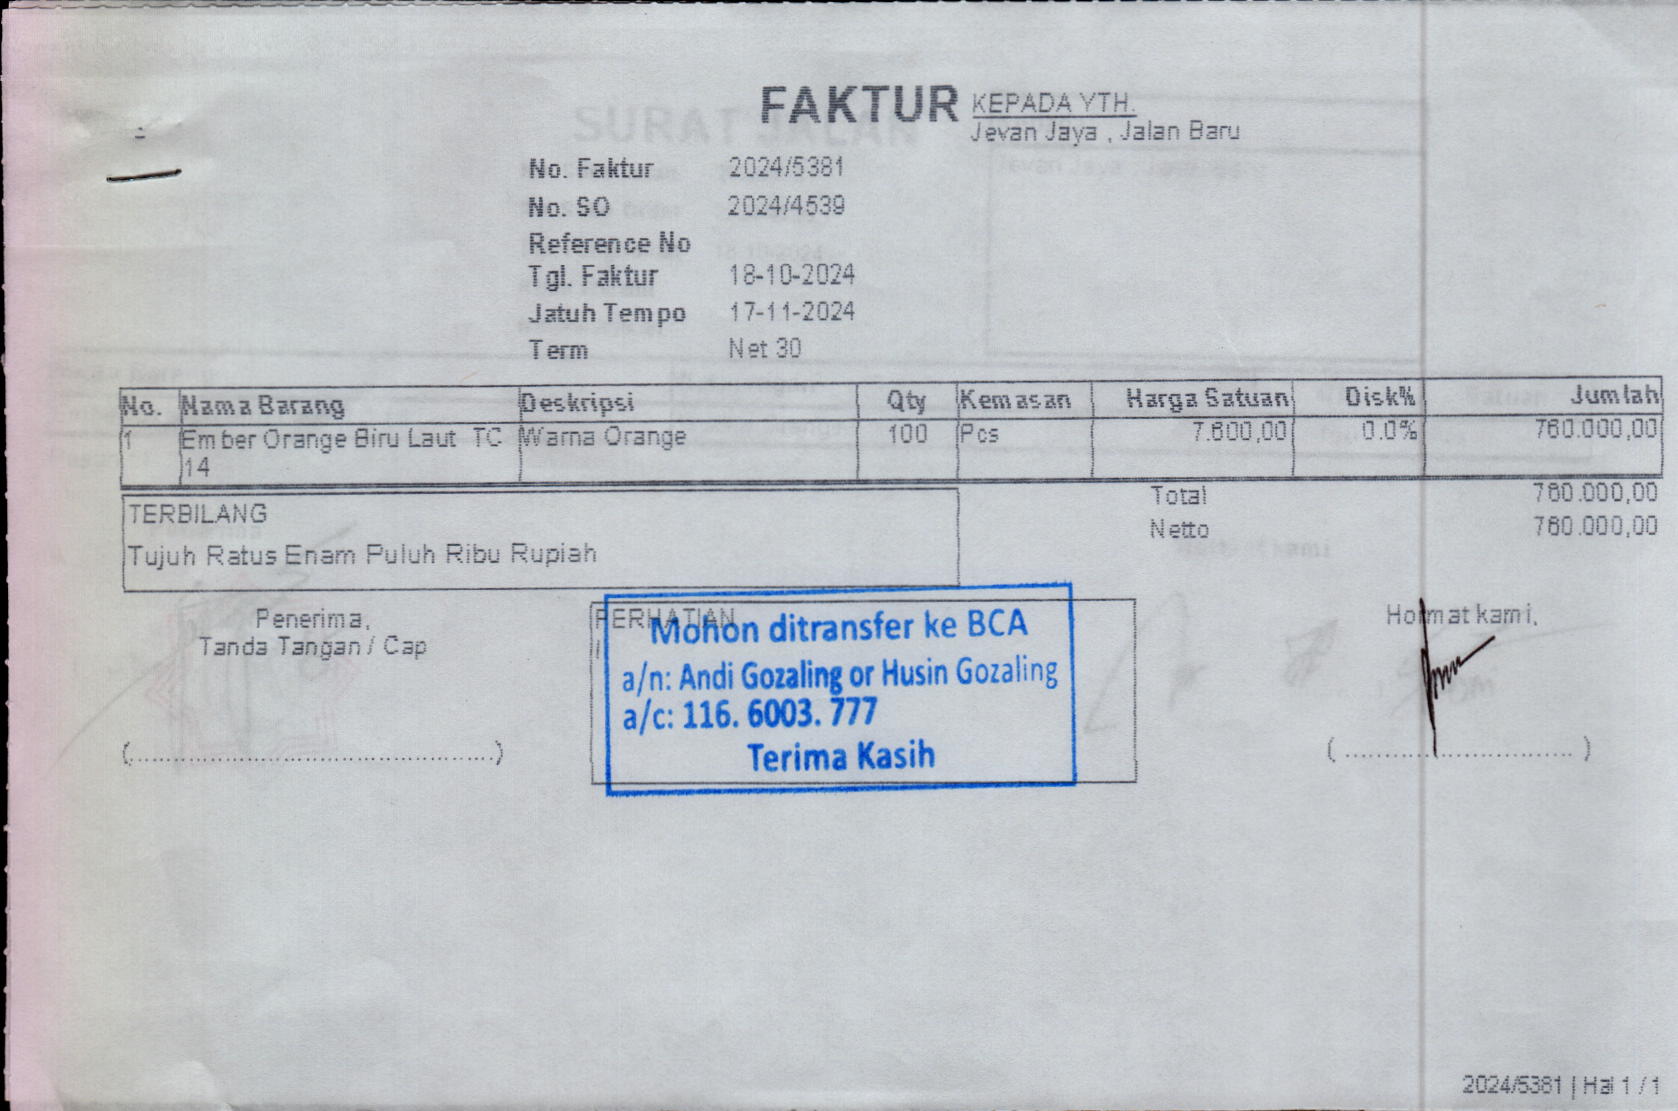 FAKTUR
KEPADA YTH.
Jevan Jaya , Jalan Baru
No. Faktur 2024/5381
No. SO 2024/4539
Reference No
Tgl. Faktur 18-10-2024
Jatuh Tempo 17-11-2024
Term Net 30
No. Nama Barang Deskripsi Qty Kemasan Harga Satuan Disk% Jumlah
1 Ember Orange Biru Laut TC Warna Orange 100 Pcs 7.600,00 0.0% 760.000,00
14
Total 760.000,00
Netto 760.000,00
TERBILANG
Tujuh Ratus Enam Puluh Ribu Rupiah
Penerima,
Tanda Tangan / Cap
(...............................................)
PERHATIAN
Mohon ditransfer ke BCA
a/n: Andi Gozaling or Husin Gozaling
a/c: 116. 6003. 777
Terima Kasih
Hormat kami,
( ............................. )
2024/5381 | Hal 1 / 1